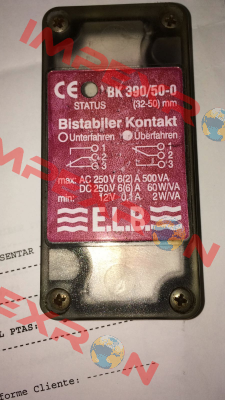 CE BK 390/50-0
STATUS (32-50) mm
Bistabiler Kontakt
Unterfahren Überfahren
1 1
2 2
3 3
max: AC 250V 6(2) A 500VA
DC 250V 6(6) A 60W/VA
min: 12V 0,1A 2W/VA
E.L.B.
SENTAR
L PTAS:
forme Cliente:
IMPEXRON